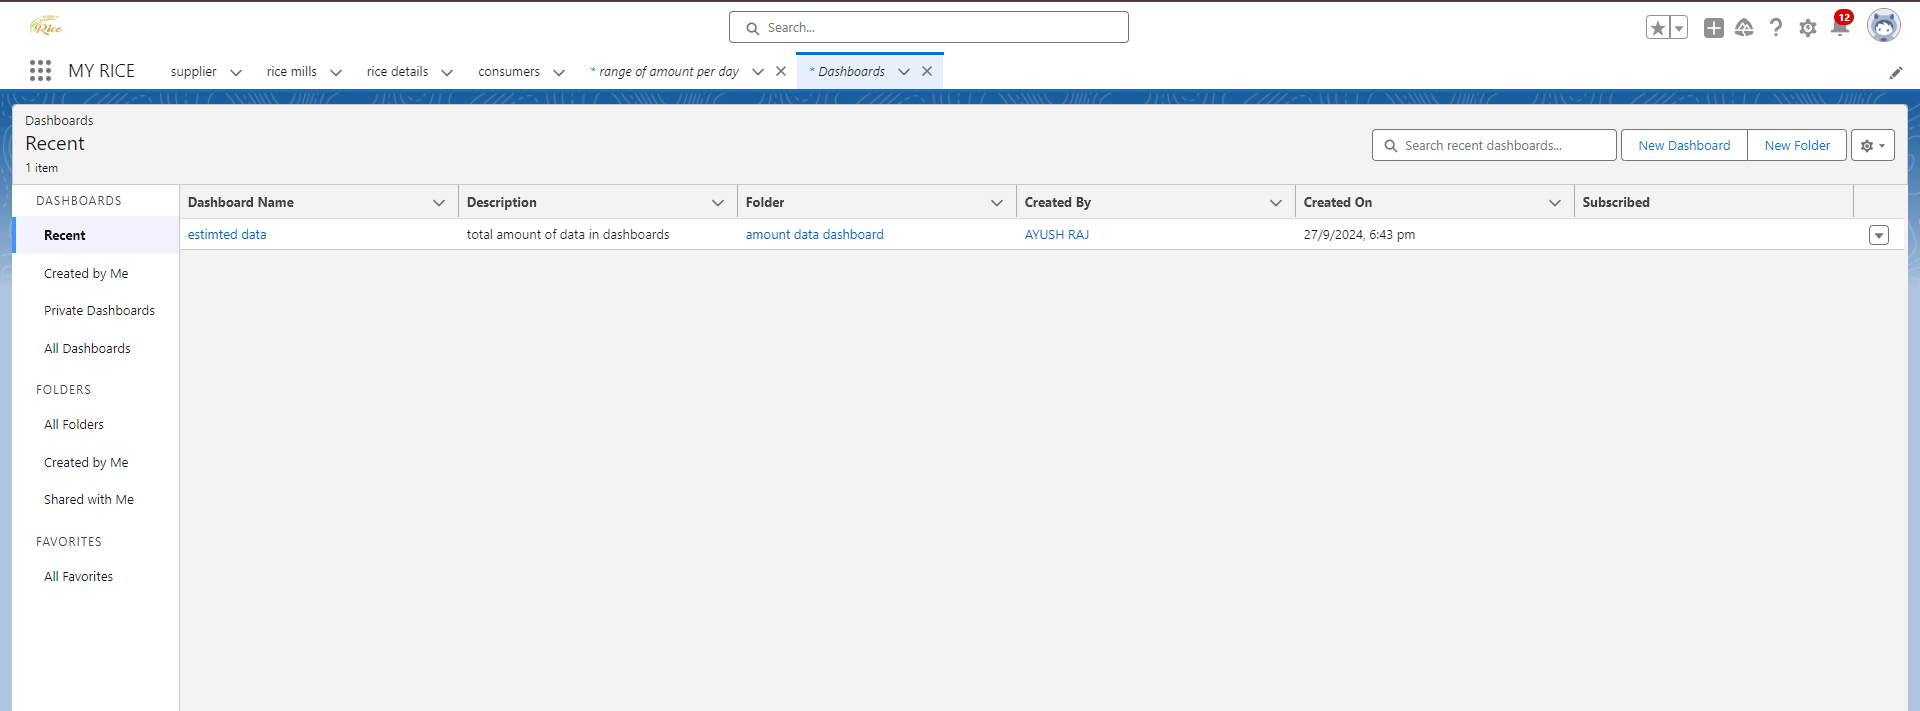 Rice
Search...
12
MY RICE
supplier
rice mills
rice details
consumers
* range of amount per day
* Dashboards
Dashboards
Recent
1 item
Search recent dashboards...
New Dashboard
New Folder
DASHBOARDS
Recent
Created by Me
Private Dashboards
All Dashboards
FOLDERS
All Folders
Created by Me
Shared with Me
FAVORITES
All Favorites
Dashboard Name Description Folder Created By Created On Subscribed
estimted data total amount of data in dashboards amount data dashboard AYUSH RAJ 27/9/2024, 6:43 pm